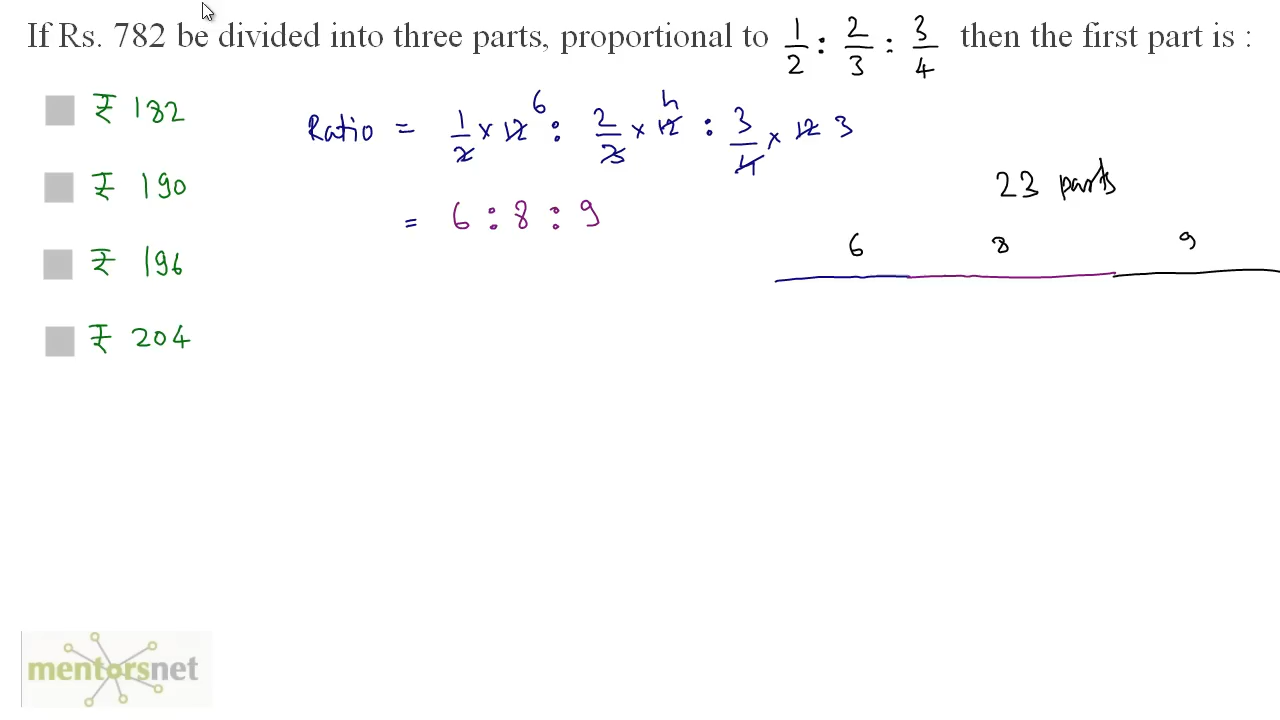 If Rs. 782 be divided into three parts, proportional to 1/2 : 2/3 : 3/4 then the first part is :
₹ 182
Ratio = 1/2 × 12 6 : 2/3 × 12 4 : 3/4 × 12 3
₹ 190
23 parts
= 6 : 8 : 9
6 8 9
₹ 196
₹ 204
mentorsnet